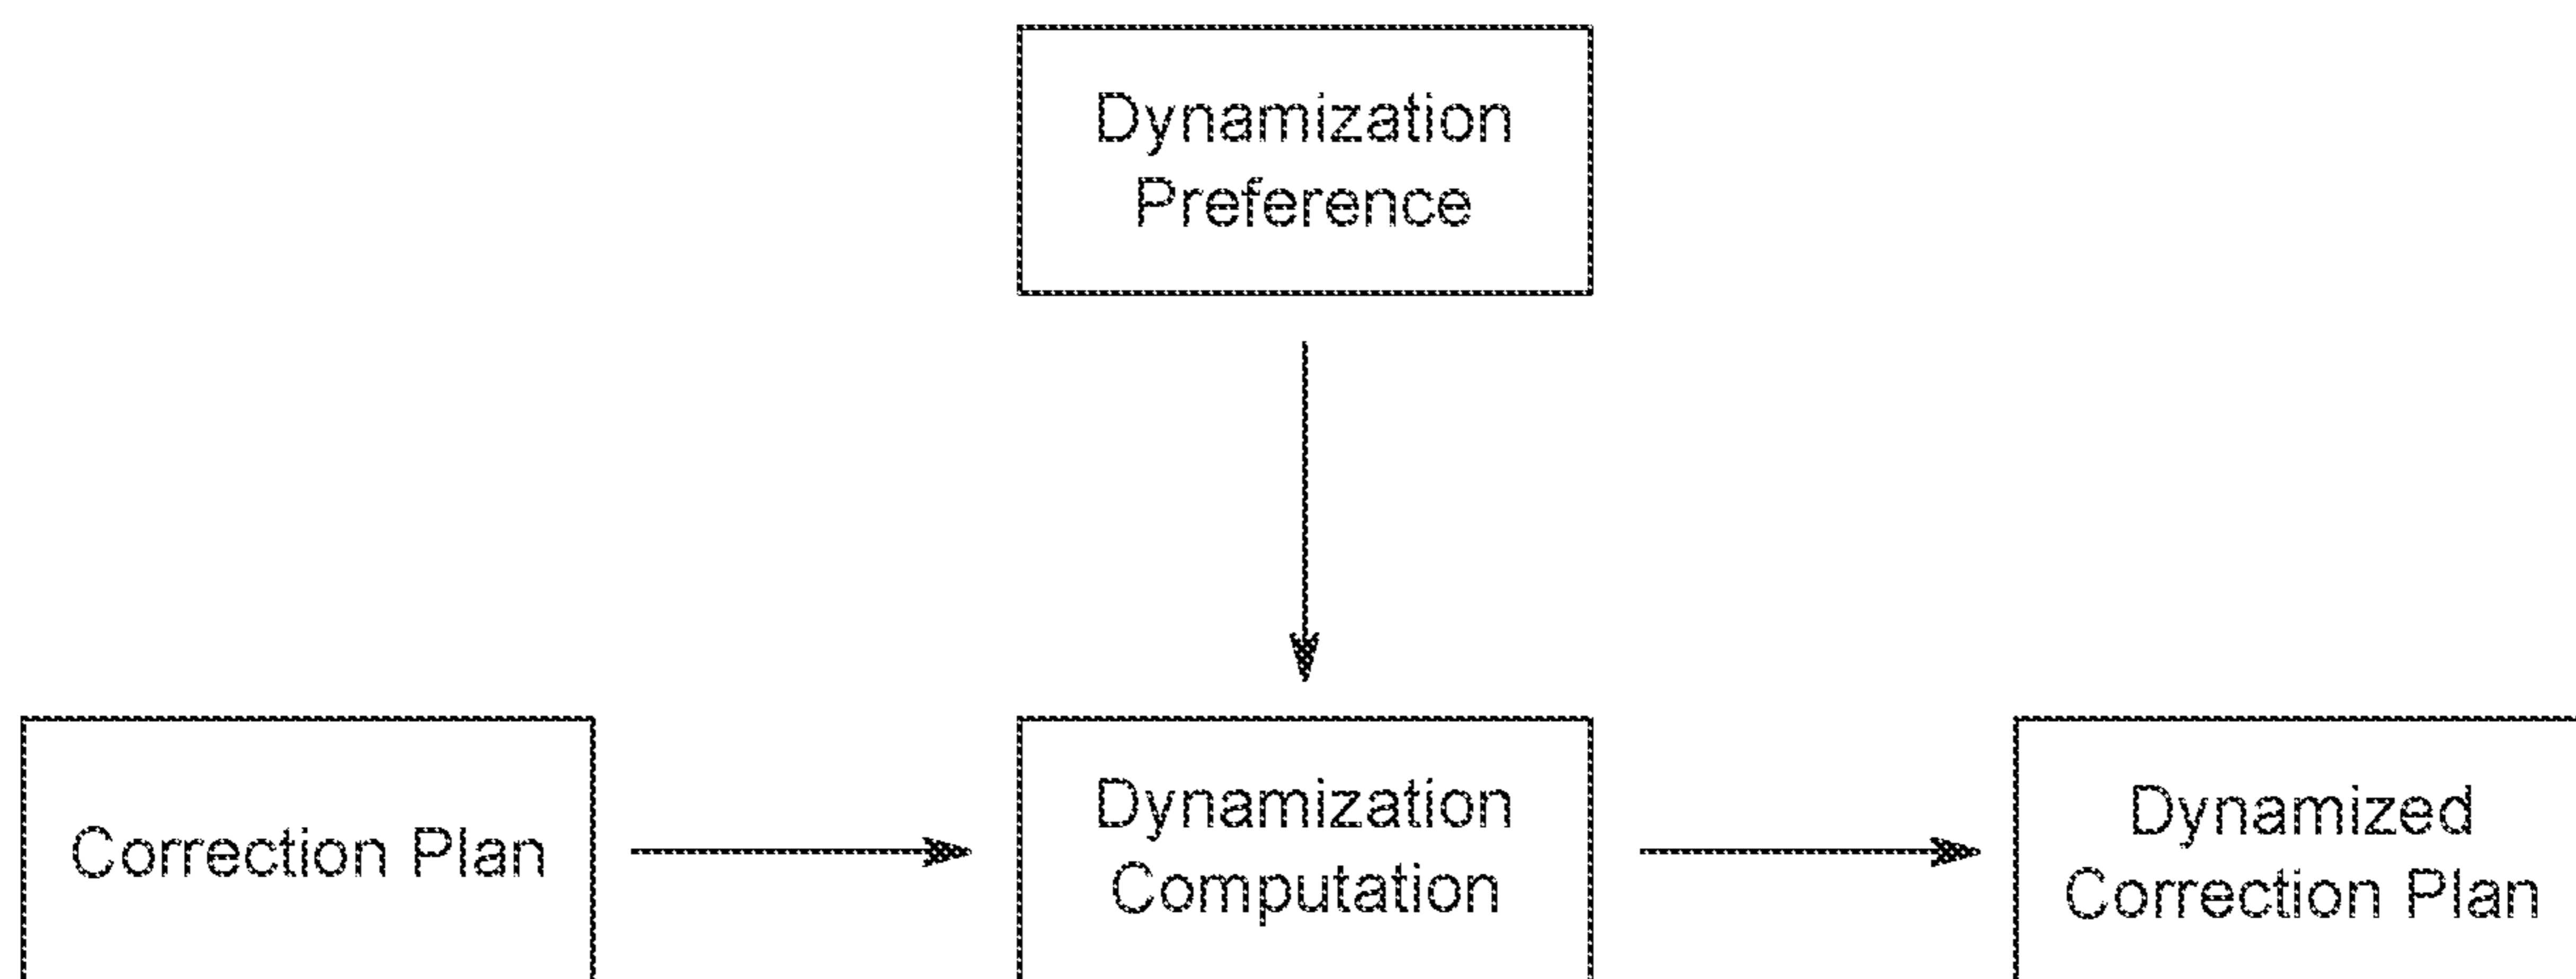 Dynamization
Preference
Correction Plan
Dynamization
Computation
Dynamized
Correction Plan